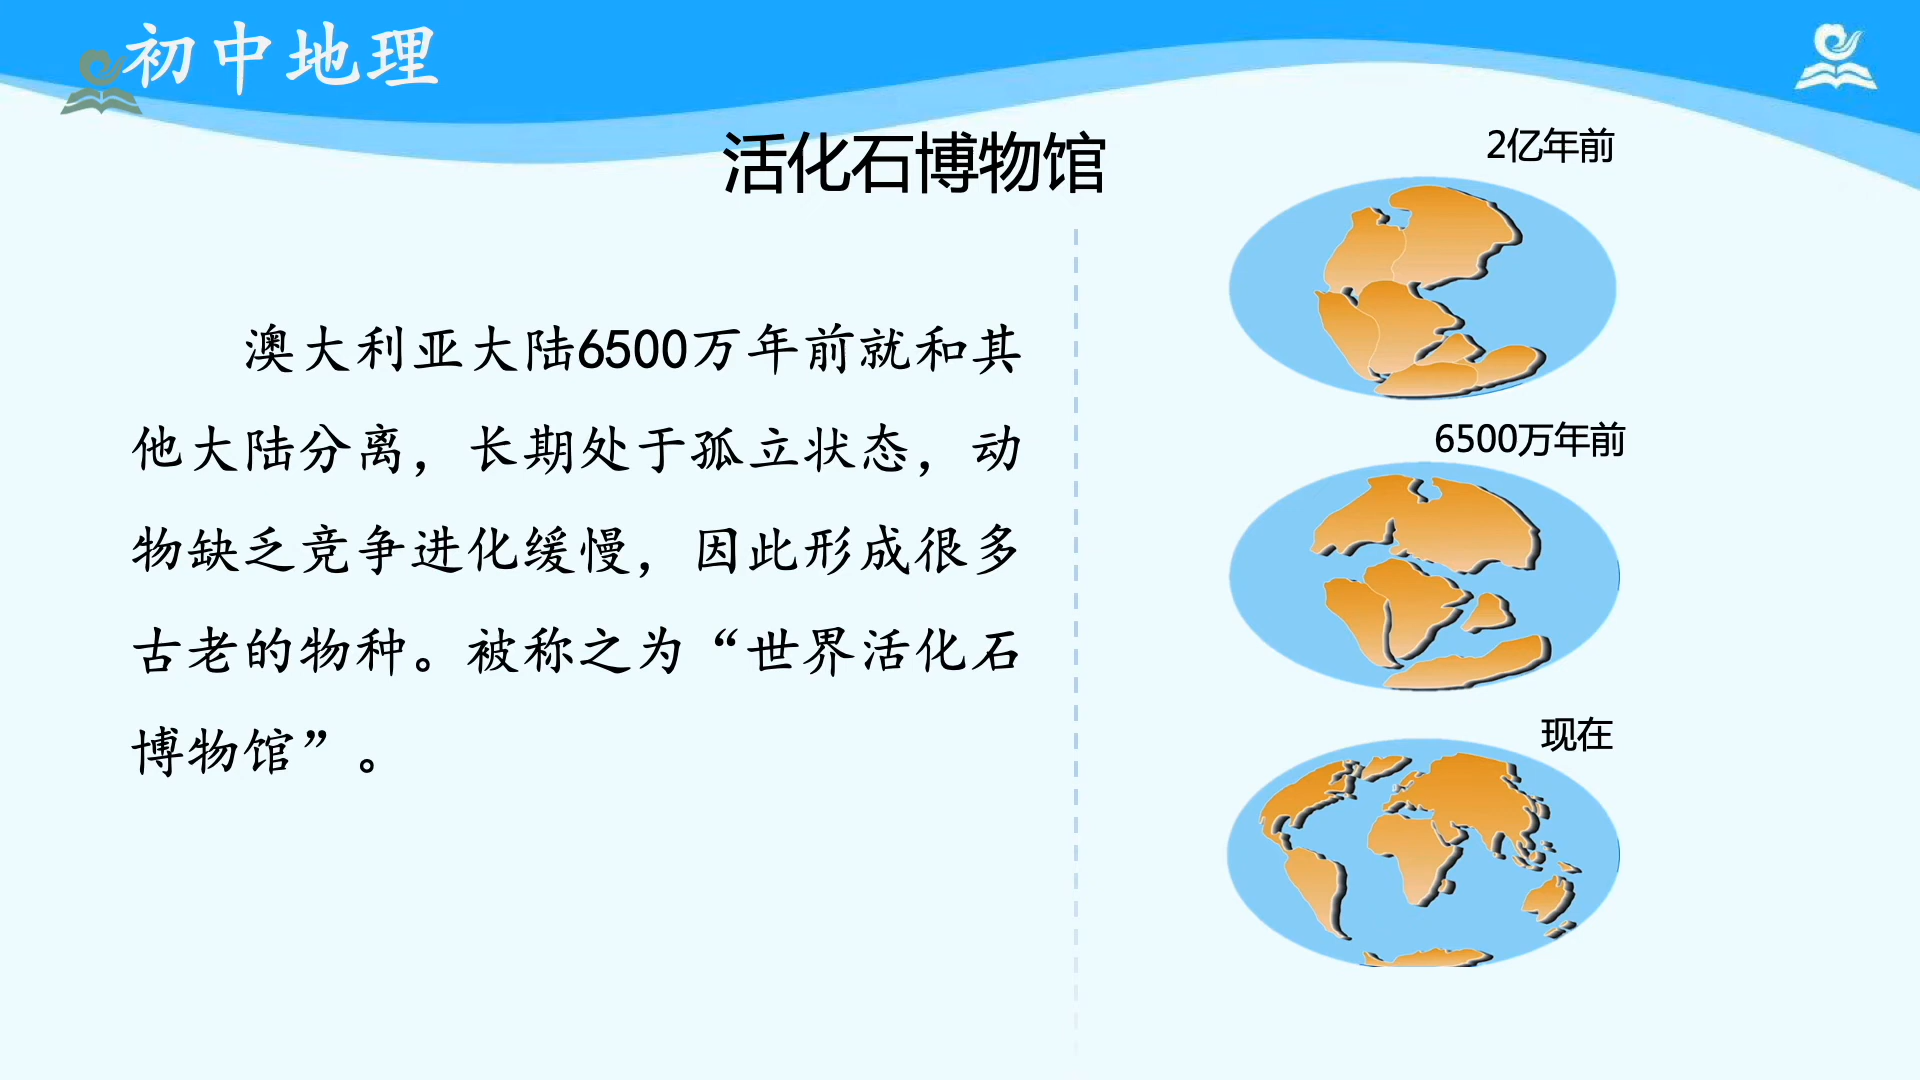 初中地理
活化石博物馆
澳大利亚大陆6500万年前就和其
他大陆分离，长期处于孤立状态，动
物缺乏竞争进化缓慢，因此形成很多
古老的物种。被称之为“世界活化石
博物馆”。
2亿年前
6500万年前
现在